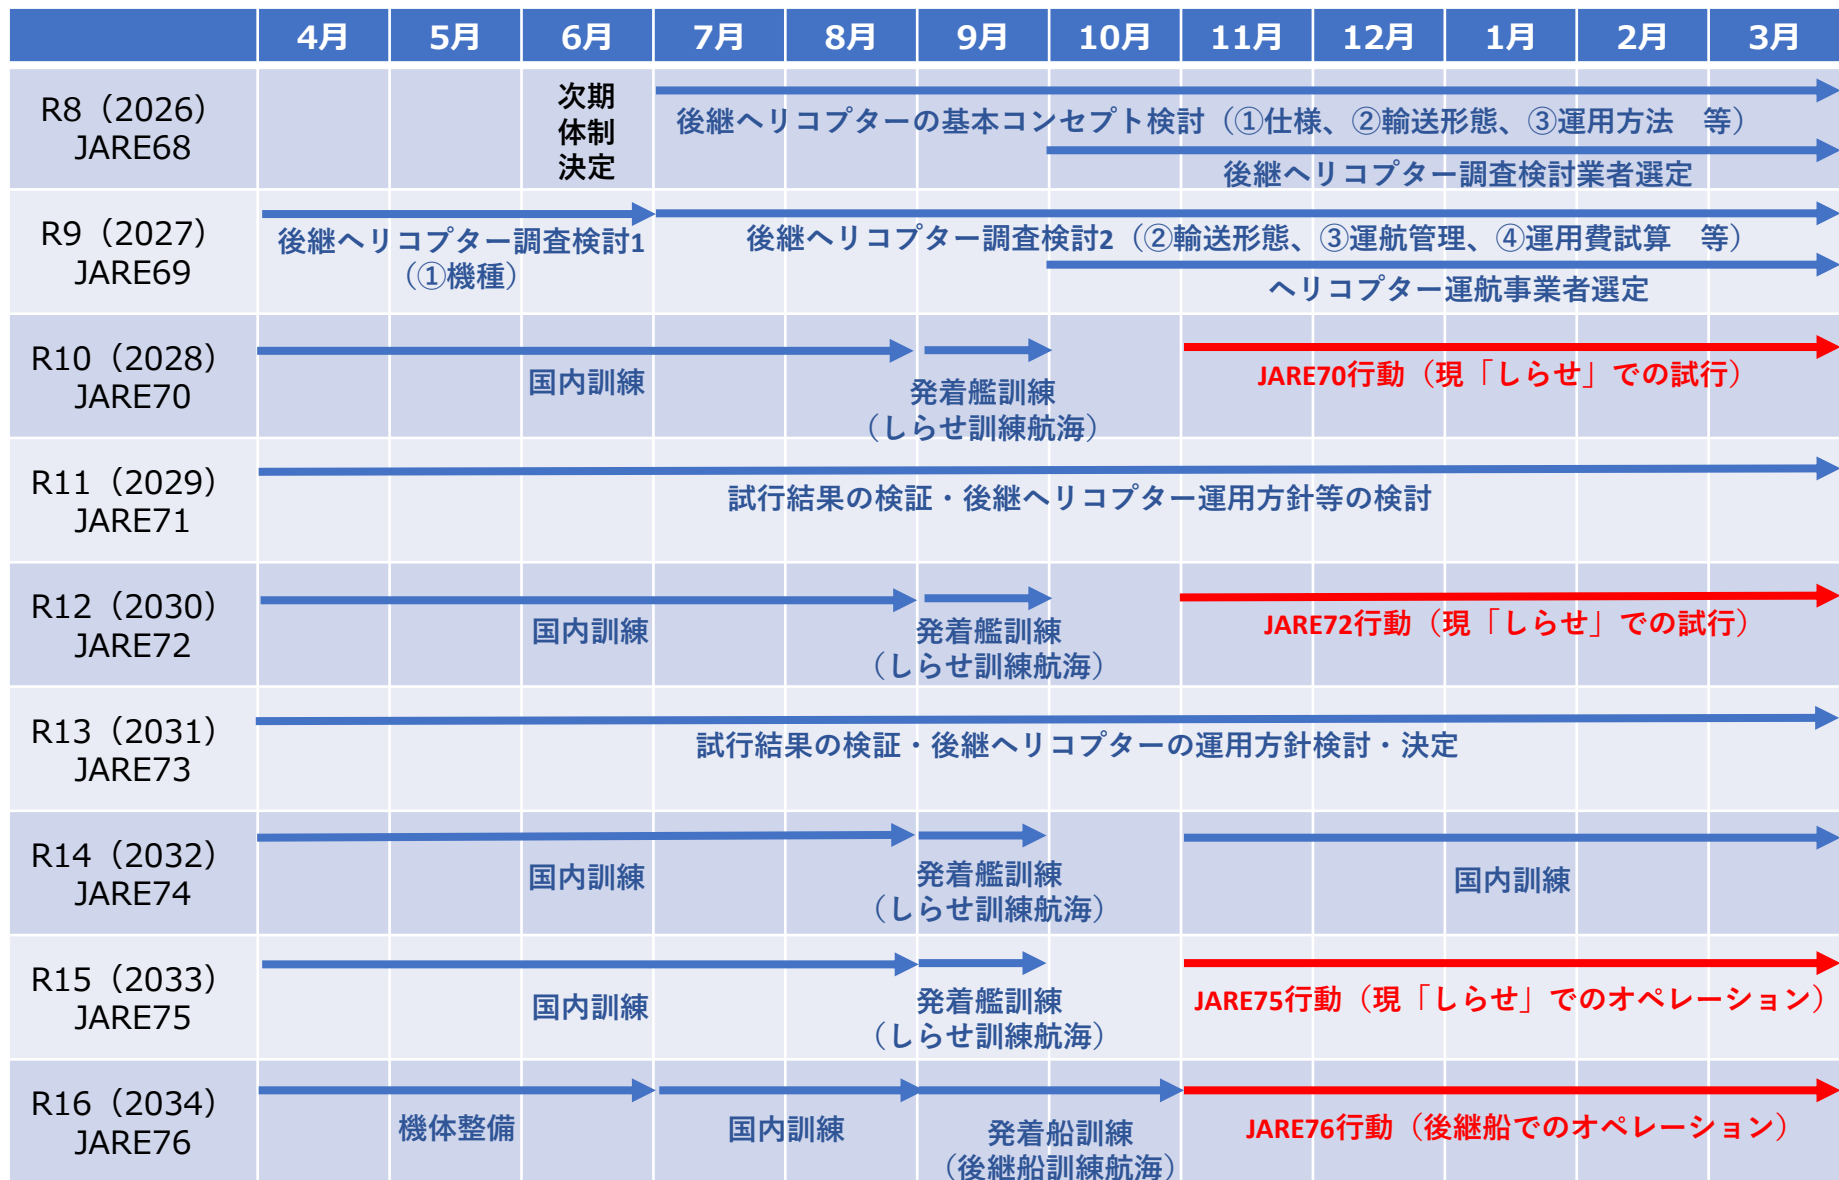 4月 5月 6月 7月 8月 9月 10月 11月 12月 1月 2月 3月
R8（2026）
JARE68
次期
体制
決定
後継ヘリコプターの基本コンセプト検討（①仕様、②輸送形態、③運用方法　等）
後継ヘリコプター調査検討業者選定
R9（2027）
JARE69
後継ヘリコプター調査検討1
（①機種）
後継ヘリコプター調査検討2（②輸送形態、③運航管理、④運用費試算　等）
ヘリコプター運航事業者選定
R10（2028）
JARE70
国内訓練
発着艦訓練
（しらせ訓練航海）
JARE70行動（現「しらせ」での試行）
R11（2029）
JARE71
試行結果の検証・後継ヘリコプター運用方針等の検討
R12（2030）
JARE72
国内訓練
発着艦訓練
（しらせ訓練航海）
JARE72行動（現「しらせ」での試行）
R13（2031）
JARE73
試行結果の検証・後継ヘリコプターの運用方針検討・決定
R14（2032）
JARE74
国内訓練
発着艦訓練
（しらせ訓練航海）
国内訓練
R15（2033）
JARE75
国内訓練
発着艦訓練
（しらせ訓練航海）
JARE75行動（現「しらせ」でのオペレーション）
R16（2034）
JARE76
機体整備
国内訓練
発着船訓練
（後継船訓練航海）
JARE76行動（後継船でのオペレーション）